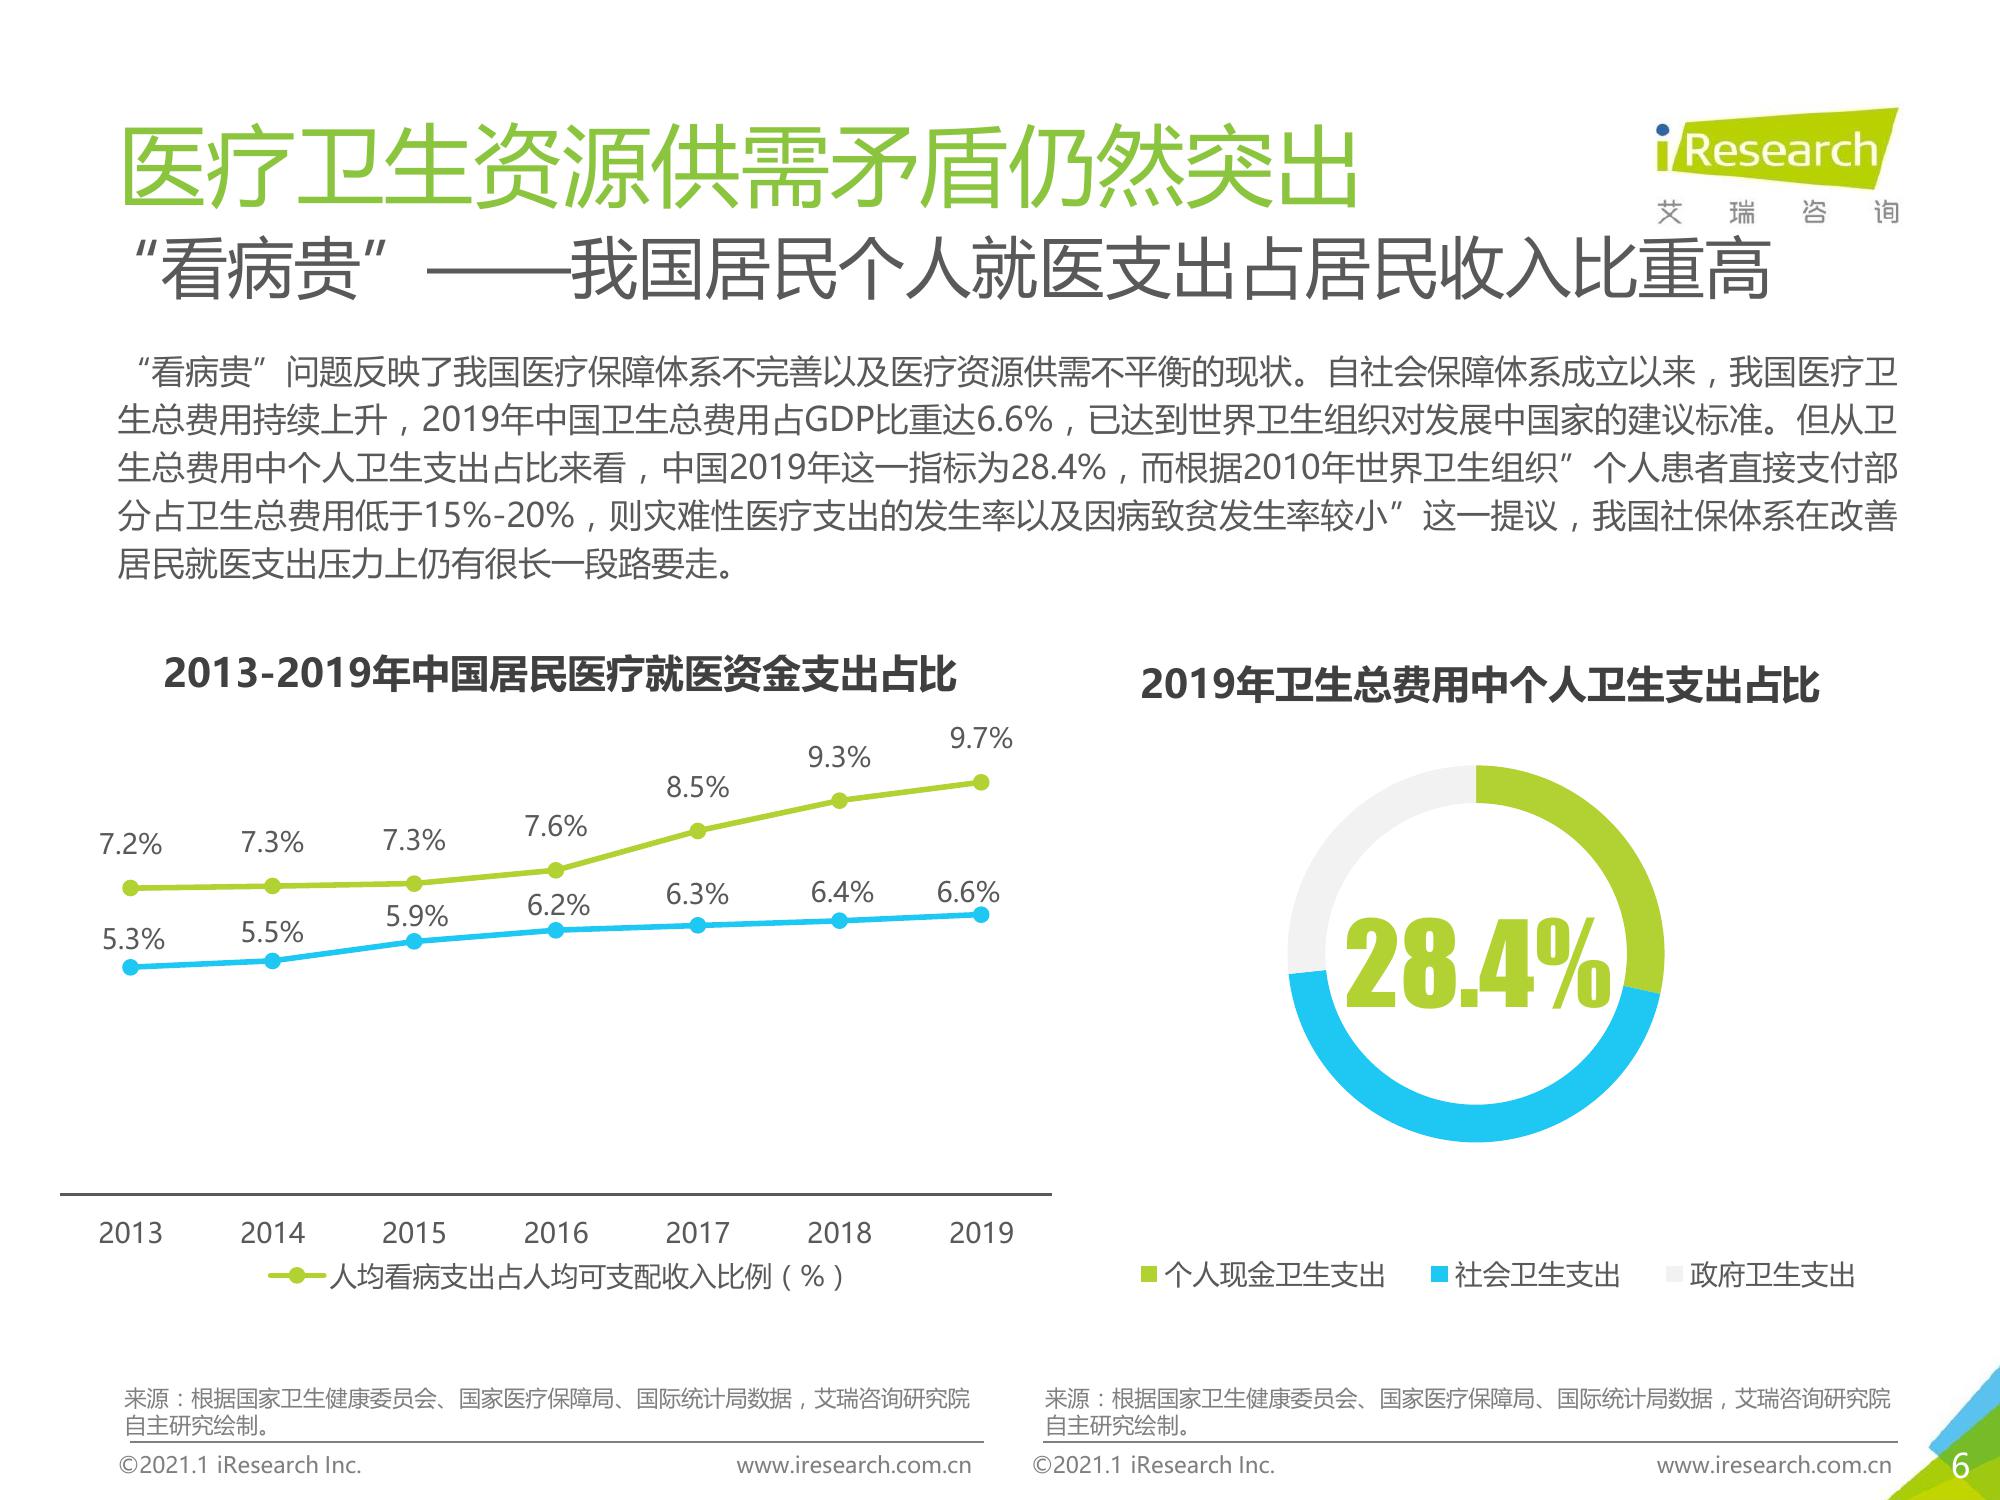 医疗卫生资源供需矛盾仍然突出
iResearch
艾瑞咨询
“看病贵”——我国居民个人就医支出占居民收入比重高
“看病贵”问题反映了我国医疗保障体系不完善以及医疗资源供需不平衡的现状。自社会保障体系成立以来，我国医疗卫
生总费用持续上升，2019年中国卫生总费用占GDP比重达6.6%，已达到世界卫生组织对发展中国家的建议标准。但从卫
生总费用中个人卫生支出占比来看，中国2019年这一指标为28.4%，而根据2010年世界卫生组织”个人患者直接支付部
分占卫生总费用低于15%-20%，则灾难性医疗支出的发生率以及因病致贫发生率较小”这一提议，我国社保体系在改善
居民就医支出压力上仍有很长一段路要走。
2013-2019年中国居民医疗就医资金支出占比
7.2% 7.3% 7.3% 7.6% 8.5% 9.3% 9.7%
5.3% 5.5% 5.9% 6.2% 6.3% 6.4% 6.6%
2013 2014 2015 2016 2017 2018 2019
人均看病支出占人均可支配收入比例（%）
2019年卫生总费用中个人卫生支出占比
28.4%
个人现金卫生支出 社会卫生支出 政府卫生支出
来源：根据国家卫生健康委员会、国家医疗保障局、国际统计局数据，艾瑞咨询研究院
自主研究绘制。
©2021.1 iResearch Inc. www.iresearch.com.cn
来源：根据国家卫生健康委员会、国家医疗保障局、国际统计局数据，艾瑞咨询研究院
自主研究绘制。
©2021.1 iResearch Inc. www.iresearch.com.cn
6